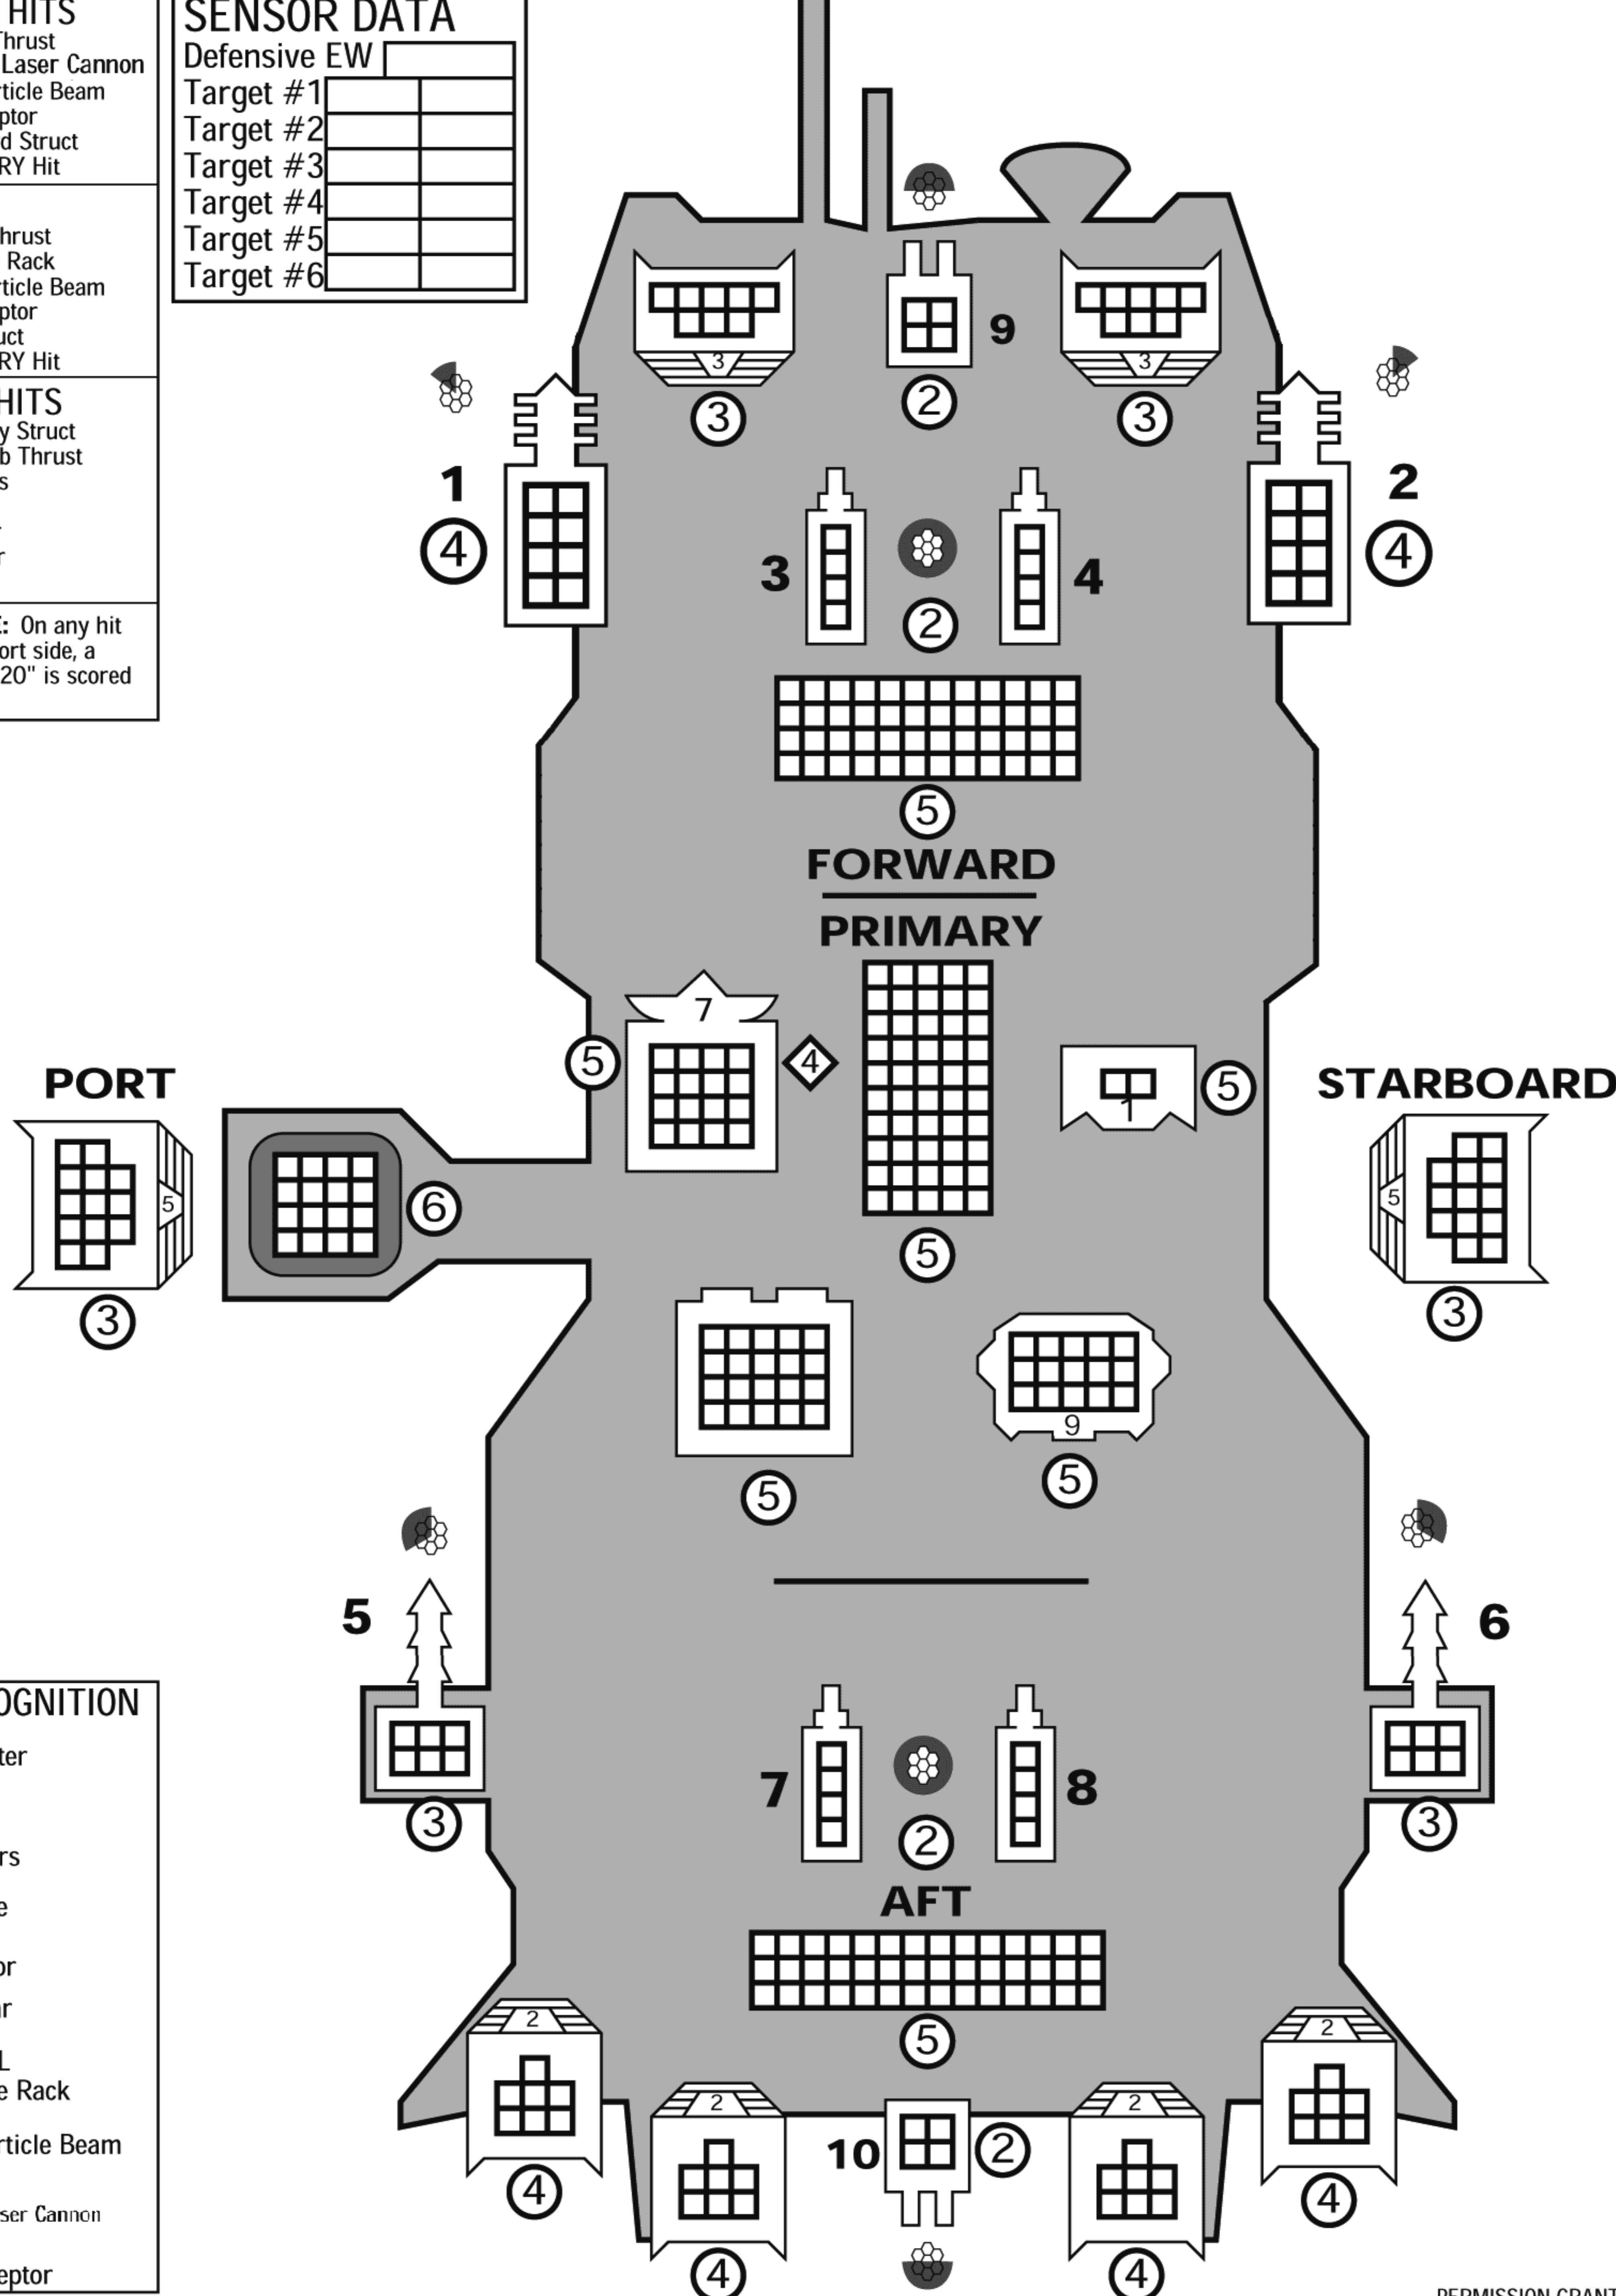 HITS
Thrust
Laser Cannon
rticle Beam
ptor
d Struct
RY Hit
hrust
Rack
rticle Beam
ptor
uct
RY Hit
HITS
y Struct
b Thrust
s
r
E: On any hit
ort side, a
20" is scored
SENSOR DATA
Defensive EW
Target #1
Target #2
Target #3
Target #4
Target #5
Target #6
3
3
9
3
2
3
1
4
2
4
3
4
2
5
FORWARD
PRIMARY
7
5
4
1
5
PORT
STARBOARD
5
6
5
3
3
5
9
5
5
5
6
3
3
7
8
2
AFT
5
2
2
2
2
10
2
4
4
4
4
OGNITION
ter
rs
e
or
ar
L
e Rack
rticle Beam
ser Cannon
eptor